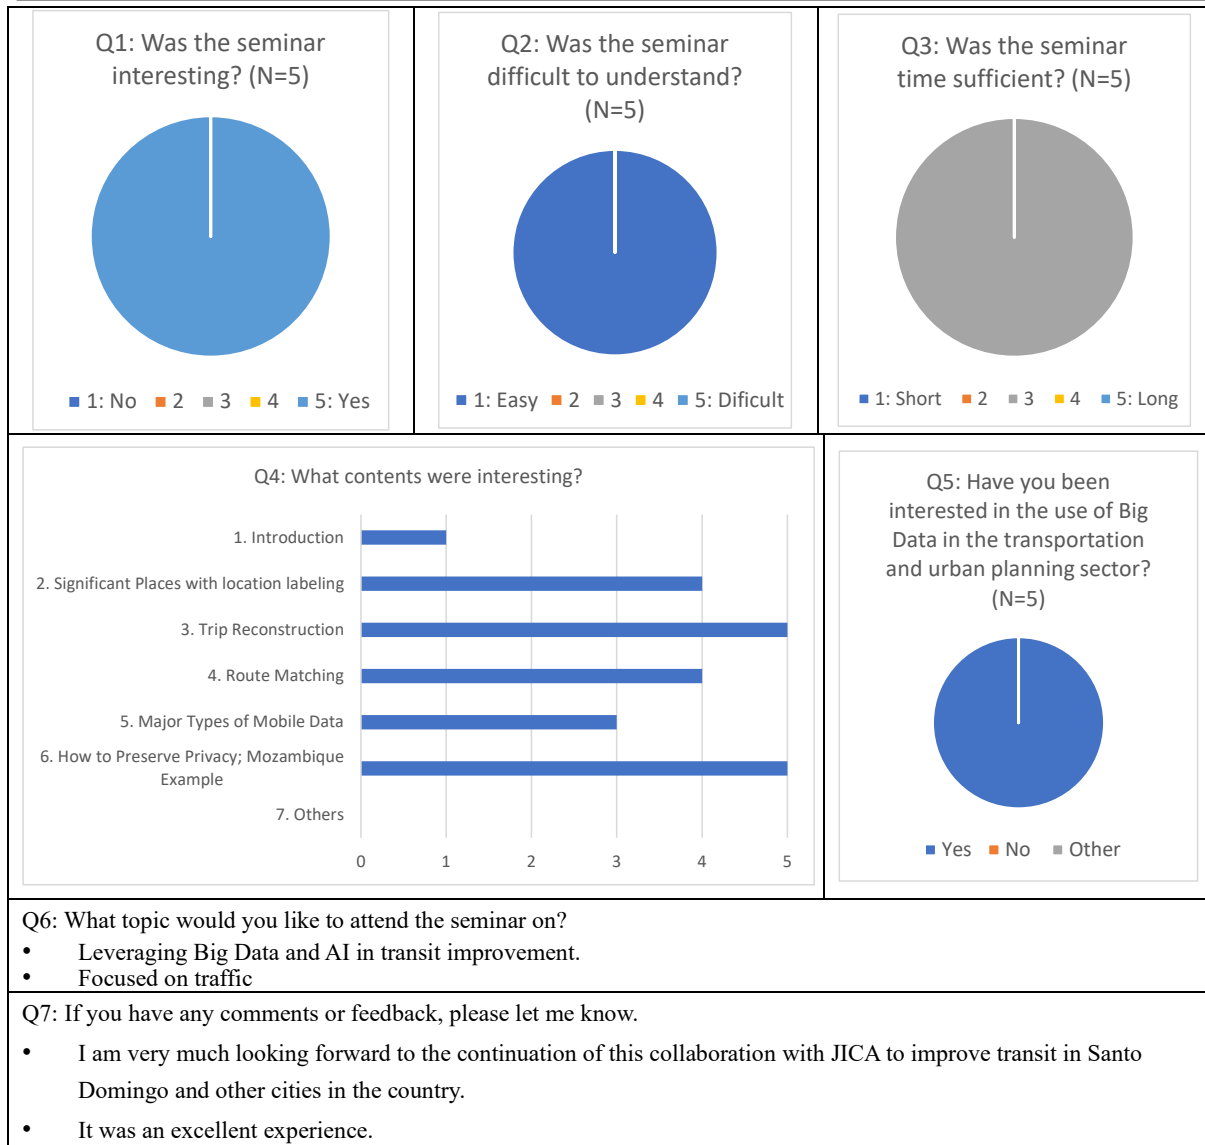 Q1: Was the seminar
interesting? (N=5)
1: No 2 3 4 5: Yes
Q2: Was the seminar
difficult to understand?
(N=5)
1: Easy 2 3 4 5: Dificult
Q3: Was the seminar
time sufficient? (N=5)
1: Short 2 3 4 5: Long
Q4: What contents were interesting?
1. Introduction
2. Significant Places with location labeling
3. Trip Reconstruction
4. Route Matching
5. Major Types of Mobile Data
6. How to Preserve Privacy; Mozambique
Example
7. Others
0 1 2 3 4 5
Q5: Have you been
interested in the use of Big
Data in the transportation
and urban planning sector?
(N=5)
Yes No Other
Q6: What topic would you like to attend the seminar on?
• Leveraging Big Data and AI in transit improvement.
• Focused on traffic
Q7: If you have any comments or feedback, please let me know.
• I am very much looking forward to the continuation of this collaboration with JICA to improve transit in Santo
Domingo and other cities in the country.
• It was an excellent experience.